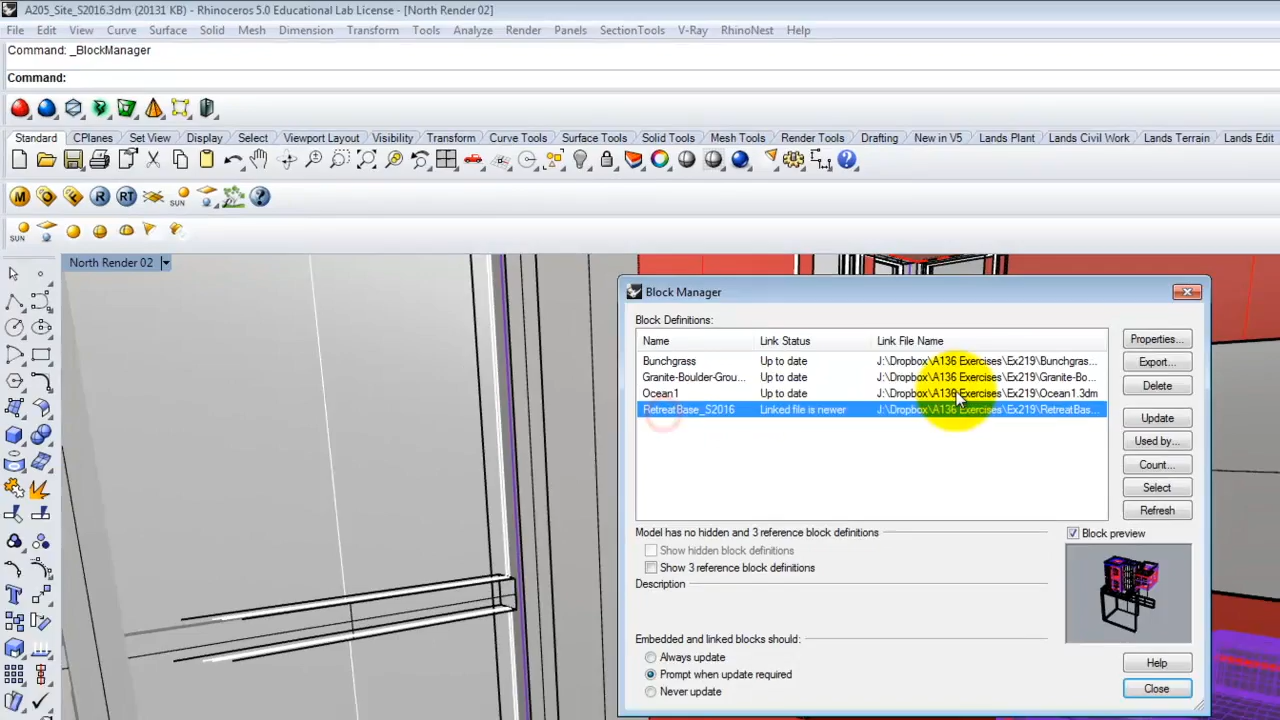 A205_Site_S2016.3dm (20131 KB) - Rhinoceros 5.0 Educational Lab License - [North Render 02]
File Edit View Curve Surface Solid Mesh Dimension Transform Tools Analyze Render Panels SectionTools V-Ray RhinoNest Help
Command: _BlockManager
Command:
Standard CPlanes Set View Display Select Viewport Layout Visibility Transform Curve Tools Surface Tools Solid Tools Mesh Tools Render Tools Drafting New in V5 Lands Plant Lands Civil Work Lands Terrain Lands Edit
M R RT SUN ?
SUN
North Render 02
Block Manager
Block Definitions:
Name Link Status Link File Name
Bunchgrass Up to date J:\Dropbox\A136 Exercises\Ex219\Bunchgras...
Granite-Boulder-Grou... Up to date J:\Dropbox\A136 Exercises\Ex219\Granite-Bo...
Ocean1 Up to date J:\Dropbox\A136 Exercises\Ex219\Ocean1.3dm
RetreatBase_S2016 Linked file is newer J:\Dropbox\A136 Exercises\Ex219\RetreatBas...
Properties...
Export...
Delete
Update
Used by...
Count...
Select
Refresh
Model has no hidden and 3 reference block definitions
Block preview
Show hidden block definitions
Show 3 reference block definitions
Description
Embedded and linked blocks should:
Always update
Prompt when update required
Never update
Help
Close